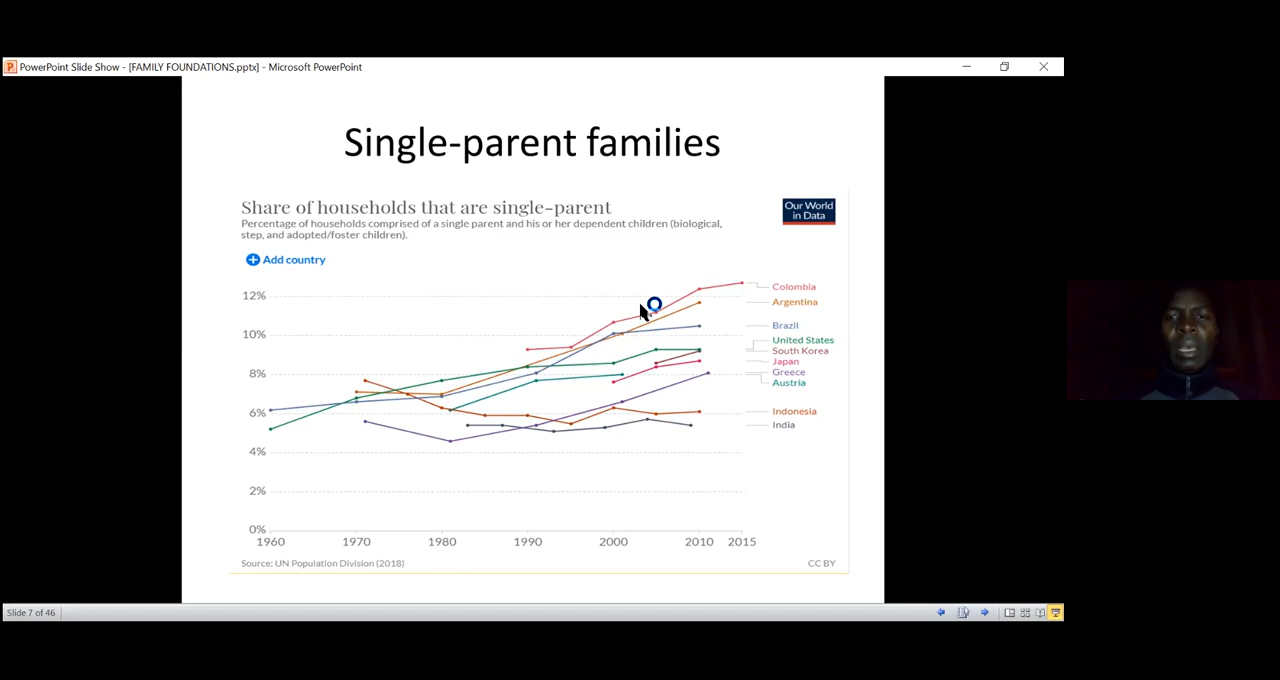 PowerPoint Slide Show - [FAMILY FOUNDATIONS.pptx] - Microsoft PowerPoint
Single-parent families
Share of households that are single-parent
Percentage of households comprised of a single parent and his or her dependent children (biological,
step, and adopted/foster children).
Our World
in Data
Add country
12%
10%
8%
6%
4%
2%
0%
1960 1970 1980 1990 2000 2010 2015
Colombia
Argentina
Brazil
United States
South Korea
Japan
Greece
Austria
Indonesia
India
Source: UN Population Division (2018)
CC BY
Slide 7 of 46